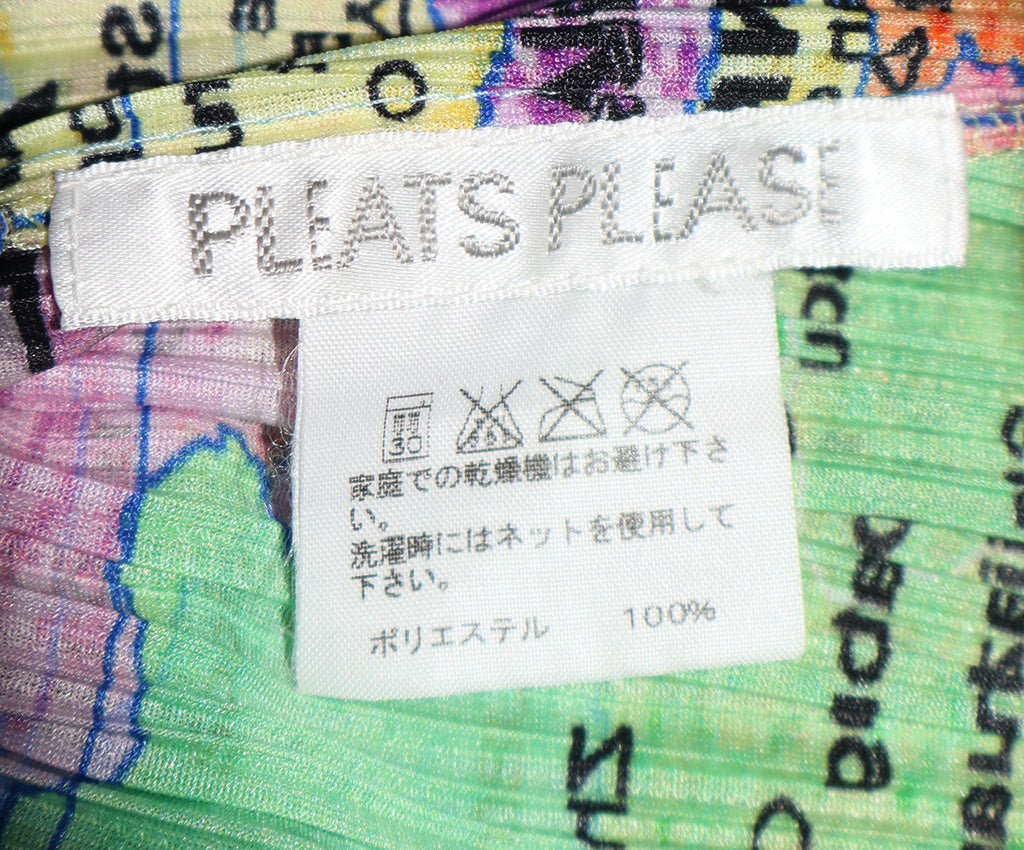 PLEATS PLEASE
弱
30
家庭での乾燥機はお避け下さ
い。
洗濯時にはネットを使用して
下さい。
ポリエステル 100%